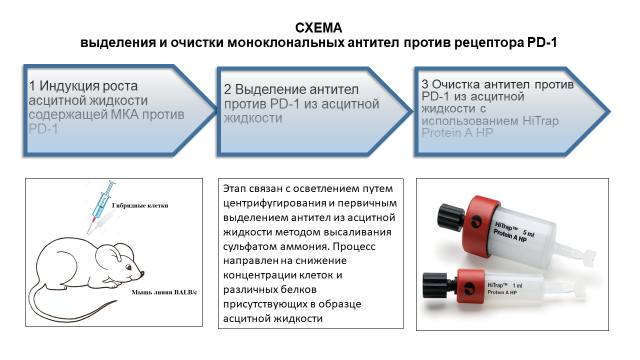 СХЕМА
выделения и очистки моноклональных антител против рецептора PD-1
1 Индукция роста
асцитной жидкости
содержащей МКА против
PD-1
2 Выделение антител
против PD-1 из асцитной
жидкости
3 Очистка антител против
PD-1 из асцитной
жидкости с
использованием HiTrap
Protein A HP
Гибридные клетки
Мышь линия BALB/c
Этап связан с осветлением путем
центрифугирования и первичным
выделением антител из асцитной
жидкости методом высаливания
сульфатом аммония. Процесс
направлен на снижение
концентрации клеток и
различных белков
присутствующих в образце
асцитной жидкости
HiTrap™ 5 ml
Protein A HP
HiTrap™ 1 ml
Protein A HP